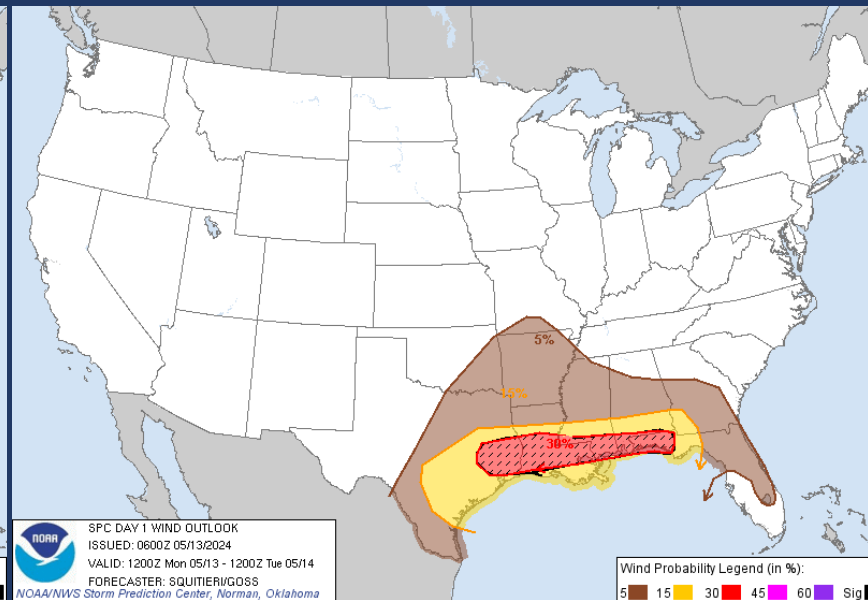 5%
15%
30%
NOAA
SPC DAY 1 WIND OUTLOOK
ISSUED: 0600Z 05/13/2024
VALID: 1200Z Mon 05/13 - 1200Z Tue 05/14
FORECASTER: SQUITIERI/GOSS
NOAA/NWS Storm Prediction Center, Norman, Oklahoma
Wind Probability Legend (in %):
5 15 30 45 60 Sig